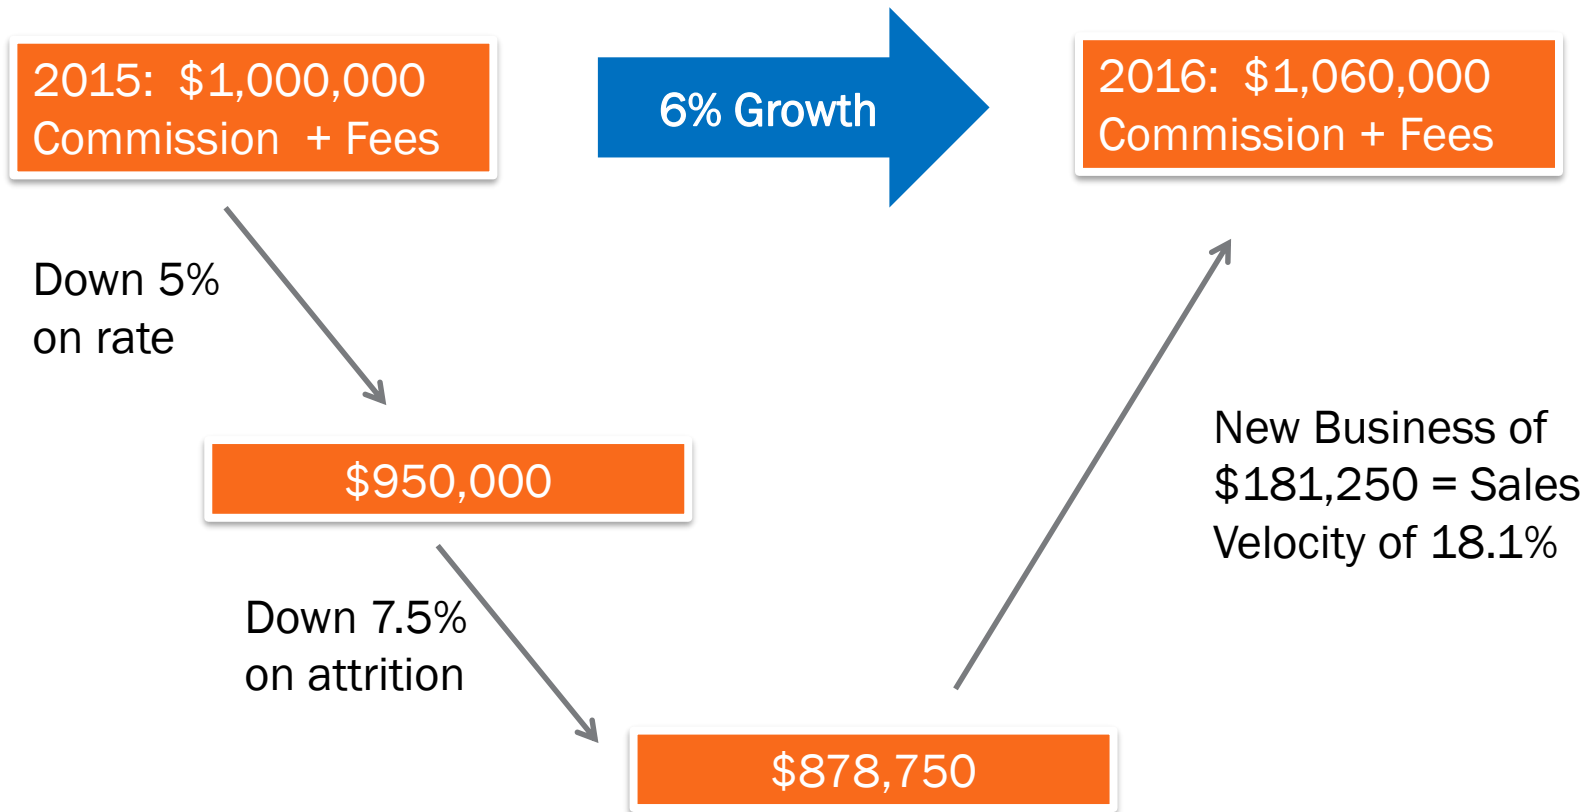 2015: $1,000,000
Commission + Fees
6% Growth
2016: $1,060,000
Commission + Fees
Down 5%
on rate
$950,000
New Business of
$181,250 = Sales
Velocity of 18.1%
Down 7.5%
on attrition
$878,750